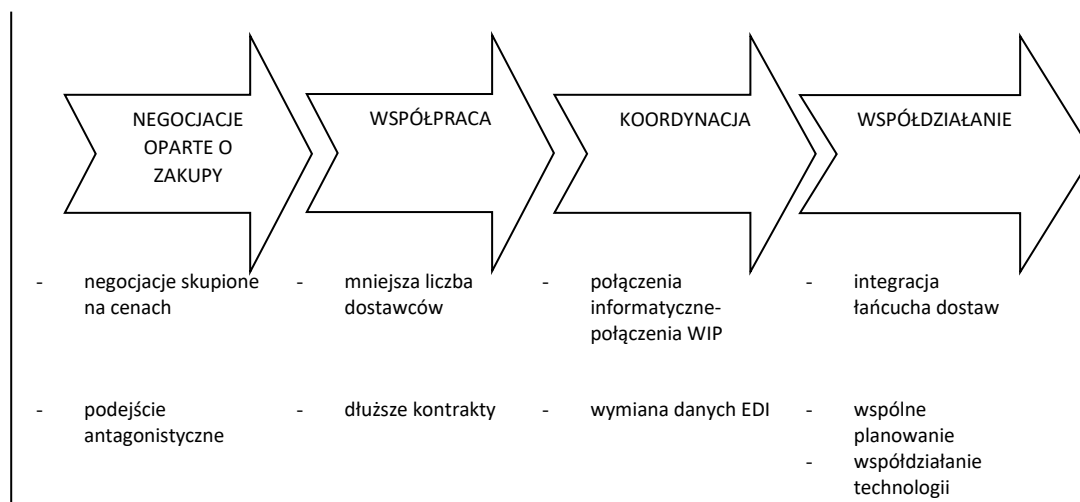 NEGOCJACJE
OPARTE O
ZAKUPY
WSPÓŁPRACA
KOORDYNACJA
WSPÓŁDZIAŁANIE
- negocjacje skupione
na cenach
- podejście
antagonistyczne
- mniejsza liczba
dostawców
- dłuższe kontrakty
- połączenia
informatyczne-
połączenia WIP
- wymiana danych EDI
- integracja
łańcucha dostaw
- wspólne
planowanie
- współdziałanie
technologii